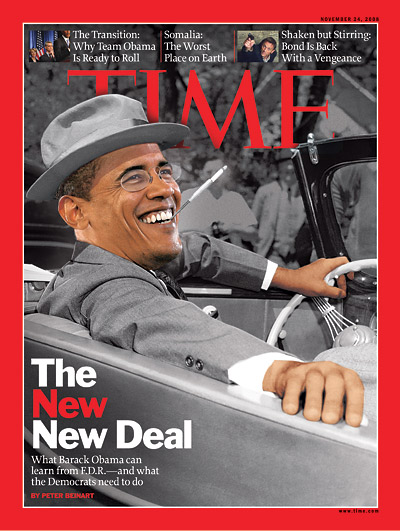 NOVEMBER 24, 2008
The Transition:
Why Team Obama
Is Ready to Roll
Somalia:
The Worst
Place on Earth
Shaken but Stirring:
Bond Is Back
With a Vengeance
TIME
The
New
New Deal
What Barack Obama can
learn from F.D.R.—and what
the Democrats need to do
BY PETER BEINART
www.time.com